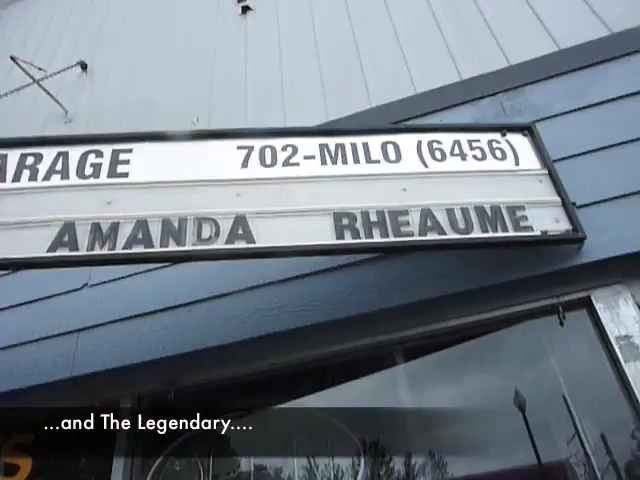 ARAGE 702-MILO (6456)
AMANDA RHEAUME
...and The Legendary....